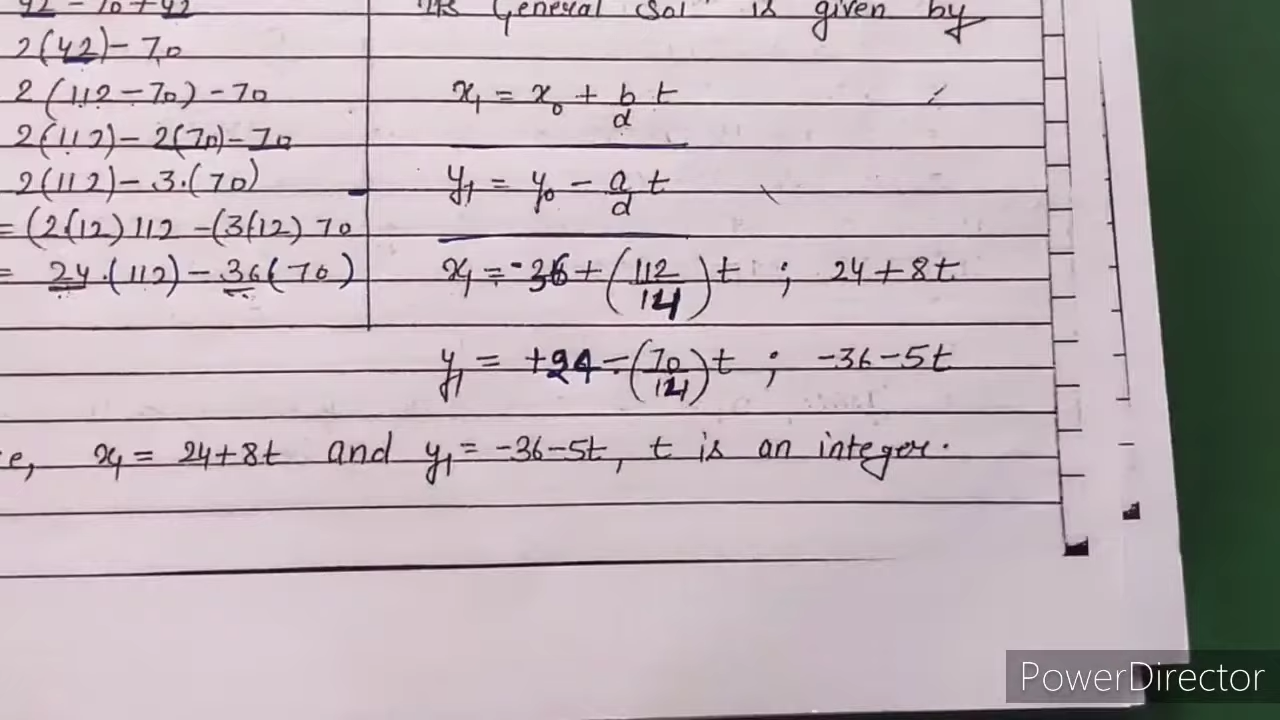 42 - 70 + 42
2(42) - 70
2(112 - 70) - 70
2(112) - 2(70) - 70
2(112) - 3.(70)
= (2(12) 112 - (3(12) 70
= 24.(112) - 36(70)
Its General Solⁿ is given by
x₁ = x₀ + b/d t
y₁ = y₀ - a/d t
x₁ = -36 + (112/14)t ; 24 + 8t
y₁ = +24 - (70/14)t ; -36 - 5t
x₁ = 24 + 8t and y₁ = -36 - 5t, t is an integer.
PowerDirector